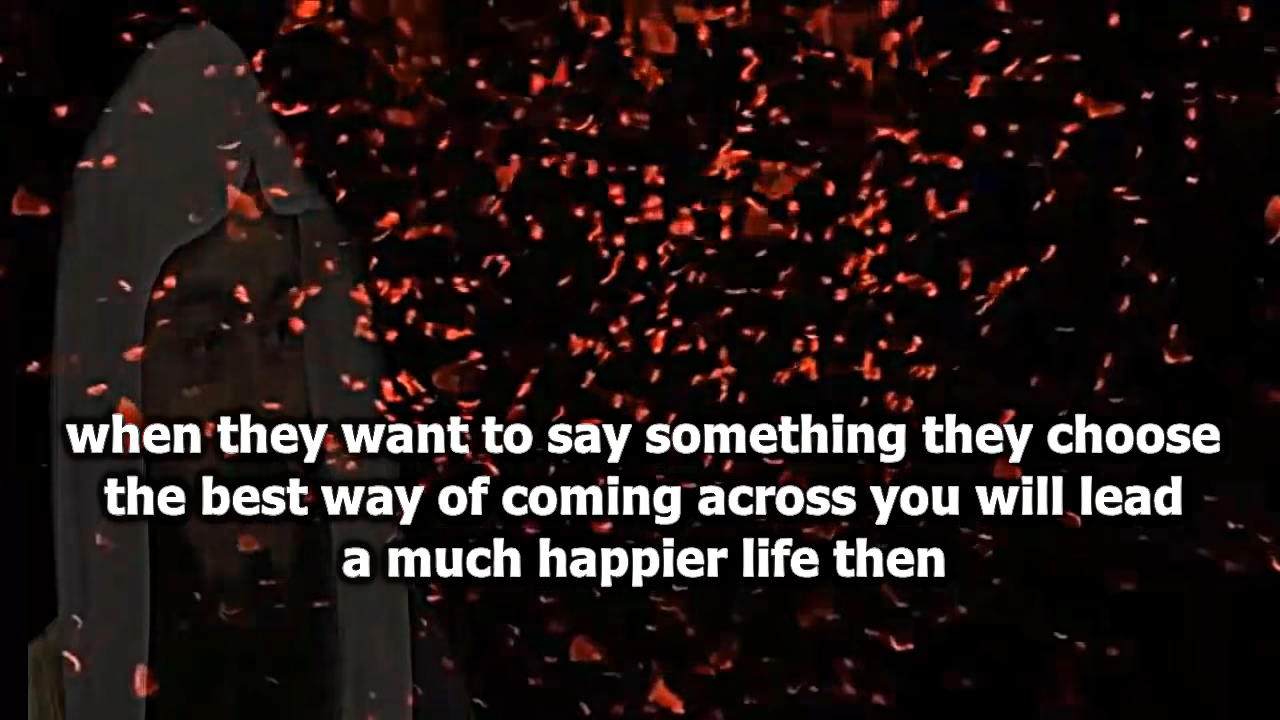 when they want to say something they choose
the best way of coming across you will lead
a much happier life then